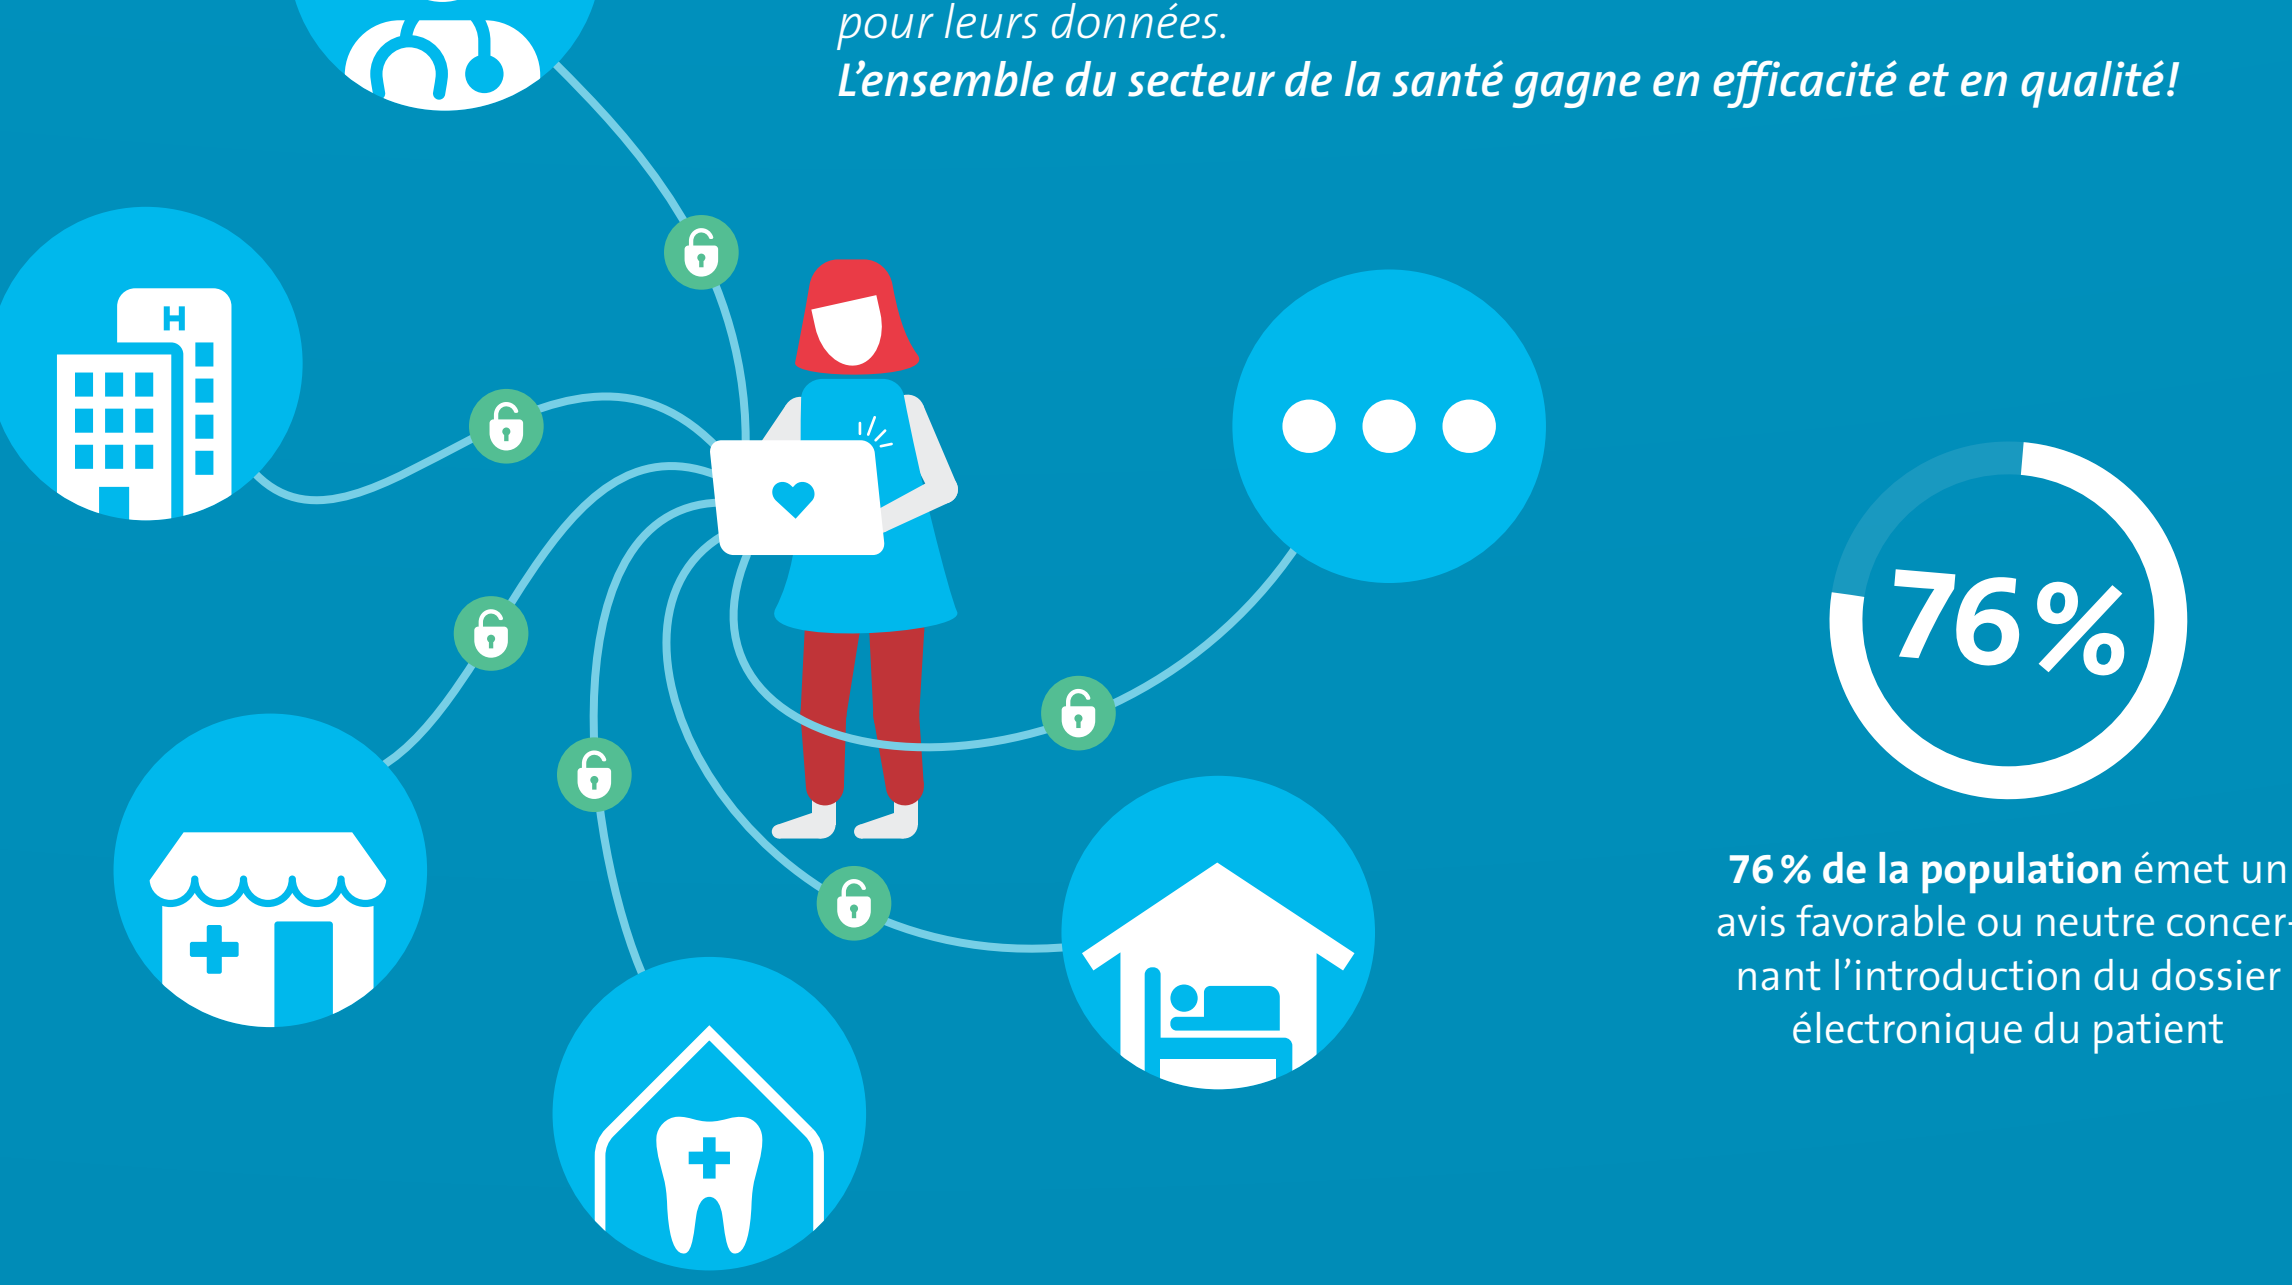 pour leurs données.
L’ensemble du secteur de la santé gagne en efficacité et en qualité!
H
76%
76% de la population émet un
avis favorable ou neutre concer-
nant l’introduction du dossier
électronique du patient